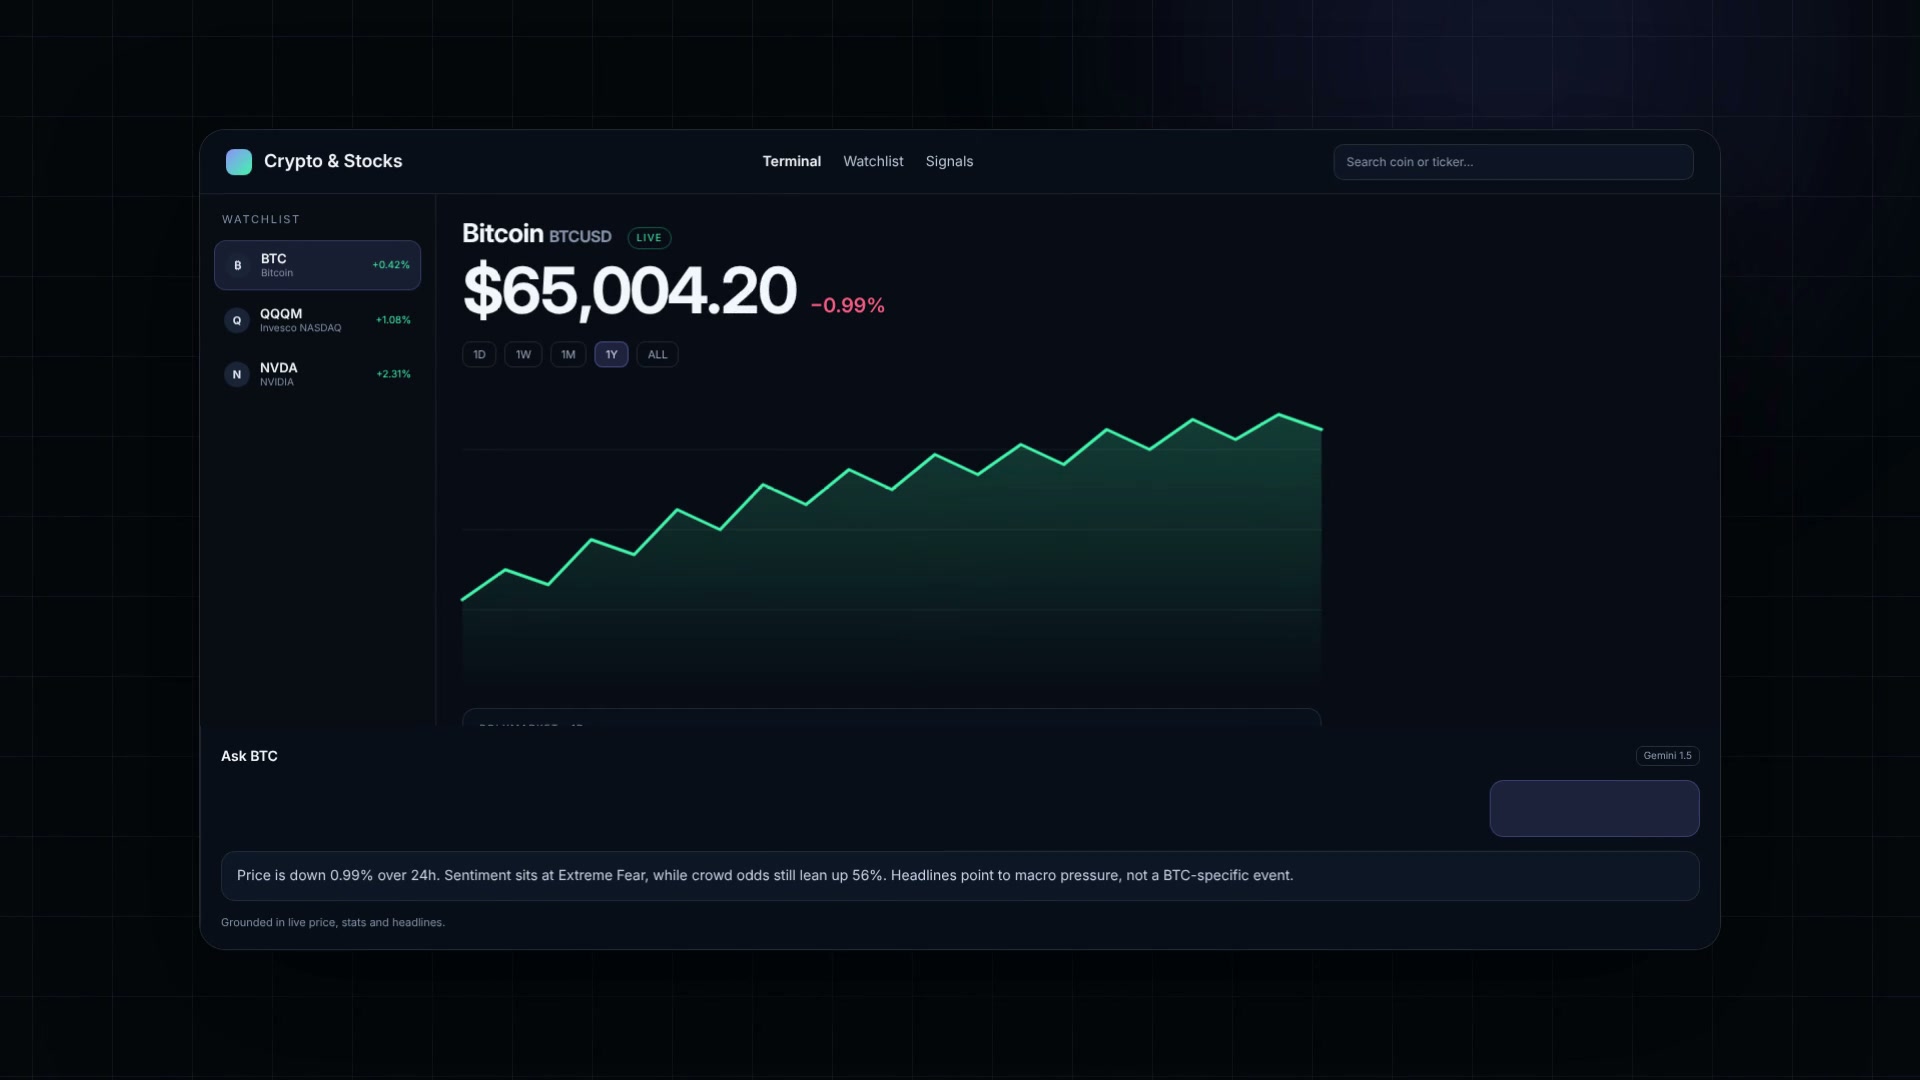 Crypto & Stocks
Terminal Watchlist Signals
Search coin or ticker...
WATCHLIST
B BTC +0.42%
Bitcoin
Q QQQM +1.08%
Invesco NASDAQ
N NVDA +2.31%
NVIDIA
Bitcoin BTCUSD LIVE
$65,004.20 −0.99%
1D 1W 1M 1Y ALL
Ask BTC
Gemini 1.5
Price is down 0.99% over 24h. Sentiment sits at Extreme Fear, while crowd odds still lean up 56%. Headlines point to macro pressure, not a BTC-specific event.
Grounded in live price, stats and headlines.